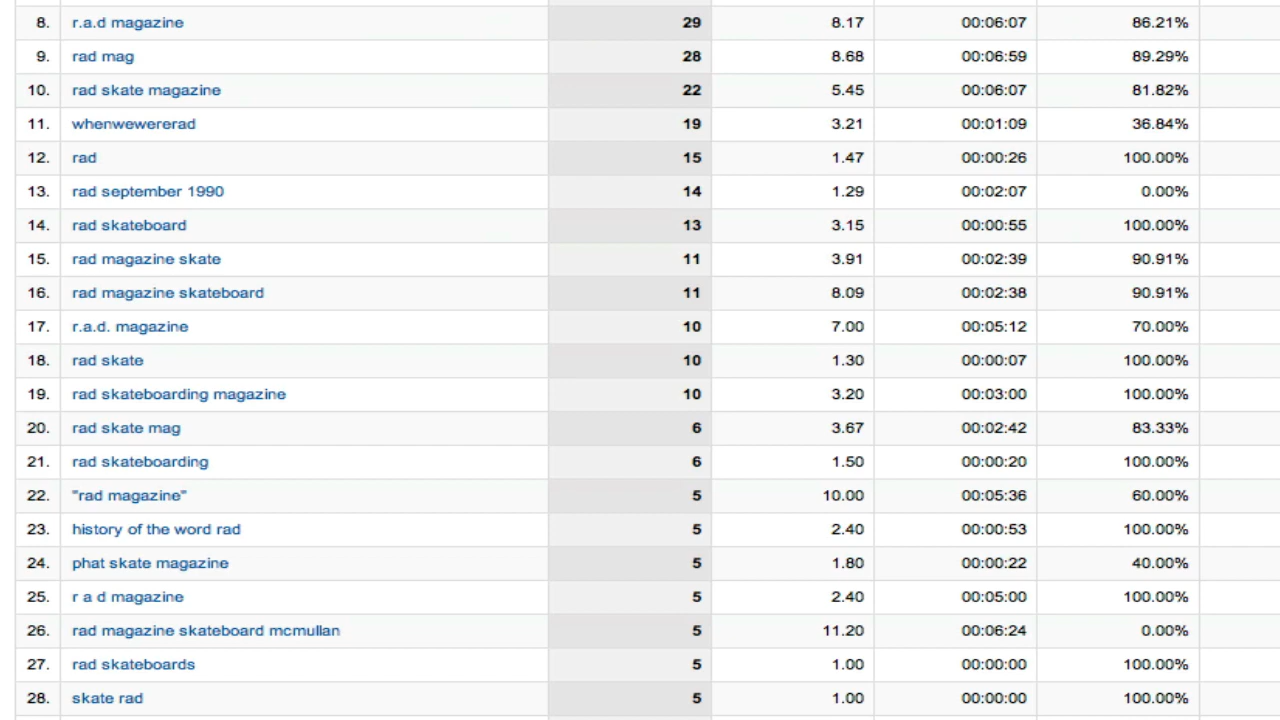 8. r.a.d magazine 29 8.17 00:06:07 86.21%
9. rad mag 28 8.68 00:06:59 89.29%
10. rad skate magazine 22 5.45 00:06:07 81.82%
11. whenwewererad 19 3.21 00:01:09 36.84%
12. rad 15 1.47 00:00:26 100.00%
13. rad september 1990 14 1.29 00:02:07 0.00%
14. rad skateboard 13 3.15 00:00:55 100.00%
15. rad magazine skate 11 3.91 00:02:39 90.91%
16. rad magazine skateboard 11 8.09 00:02:38 90.91%
17. r.a.d. magazine 10 7.00 00:05:12 70.00%
18. rad skate 10 1.30 00:00:07 100.00%
19. rad skateboarding magazine 10 3.20 00:03:00 100.00%
20. rad skate mag 6 3.67 00:02:42 83.33%
21. rad skateboarding 6 1.50 00:00:20 100.00%
22. "rad magazine" 5 10.00 00:05:36 60.00%
23. history of the word rad 5 2.40 00:00:53 100.00%
24. phat skate magazine 5 1.80 00:00:22 40.00%
25. r a d magazine 5 2.40 00:05:00 100.00%
26. rad magazine skateboard mcmullan 5 11.20 00:06:24 0.00%
27. rad skateboards 5 1.00 00:00:00 100.00%
28. skate rad 5 1.00 00:00:00 100.00%